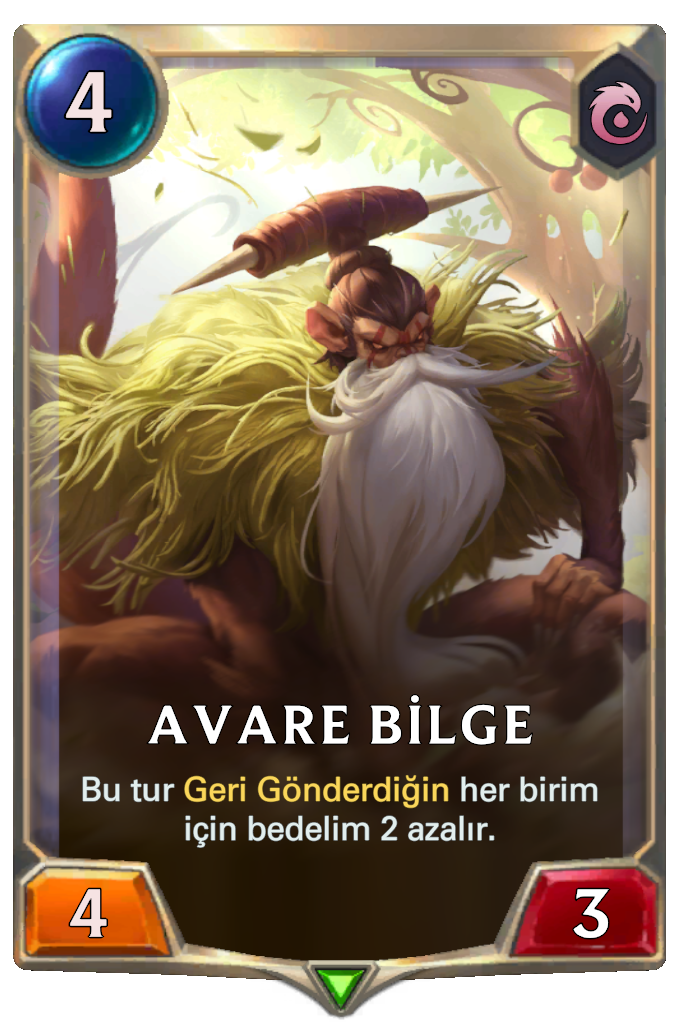 4
AVARE BİLGE
Bu tur Geri Gönderdiğin her birim
için bedelim 2 azalır.
4
3